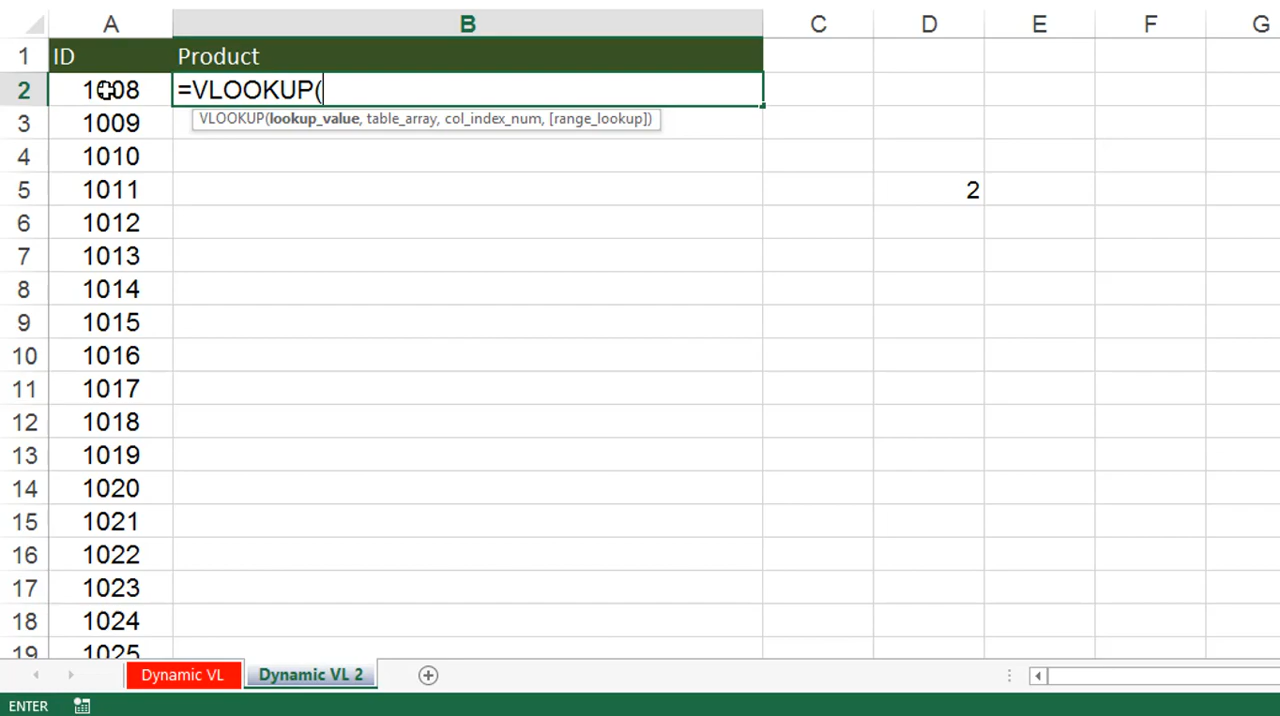 A B C D E F G
1 ID Product
2 1008 =VLOOKUP(
VLOOKUP(lookup_value, table_array, col_index_num, [range_lookup])
3 1009
4 1010
5 1011 2
6 1012
7 1013
8 1014
9 1015
10 1016
11 1017
12 1018
13 1019
14 1020
15 1021
16 1022
17 1023
18 1024
19 1025
Dynamic VL Dynamic VL 2
ENTER